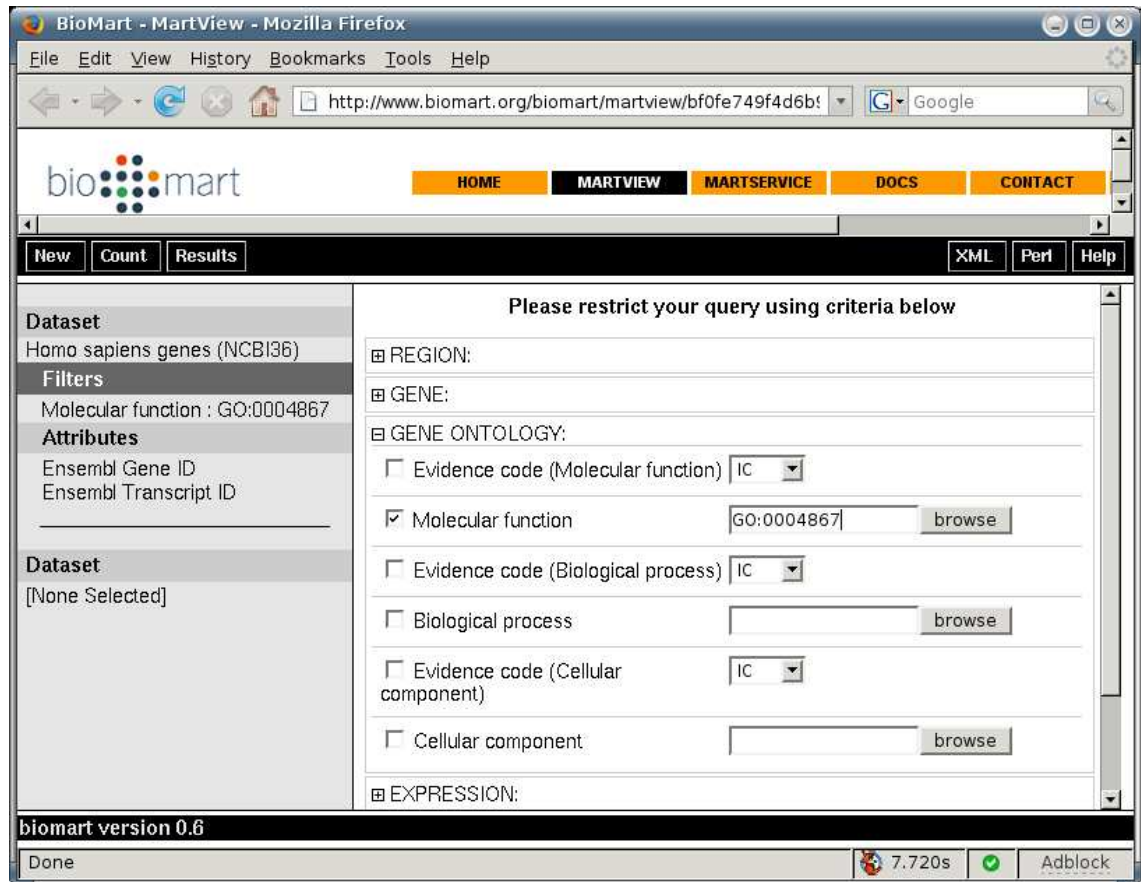 BioMart - MartView - Mozilla Firefox
File Edit View History Bookmarks Tools Help
http://www.biomart.org/biomart/martview/bf0fe749f4d6b9
G Google
bio mart
HOME MARTVIEW MARTSERVICE DOCS CONTACT
New Count Results XML Perl Help
Dataset
Homo sapiens genes (NCBI36)
Filters
Molecular function : GO:0004867
Attributes
Ensembl Gene ID
Ensembl Transcript ID
Dataset
[None Selected]
Please restrict your query using criteria below
REGION:
GENE:
GENE ONTOLOGY:
Evidence code (Molecular function) IC
Molecular function GO:0004867 browse
Evidence code (Biological process) IC
Biological process browse
Evidence code (Cellular IC
component)
Cellular component browse
EXPRESSION:
biomart version 0.6
Done 7.720s Adblock